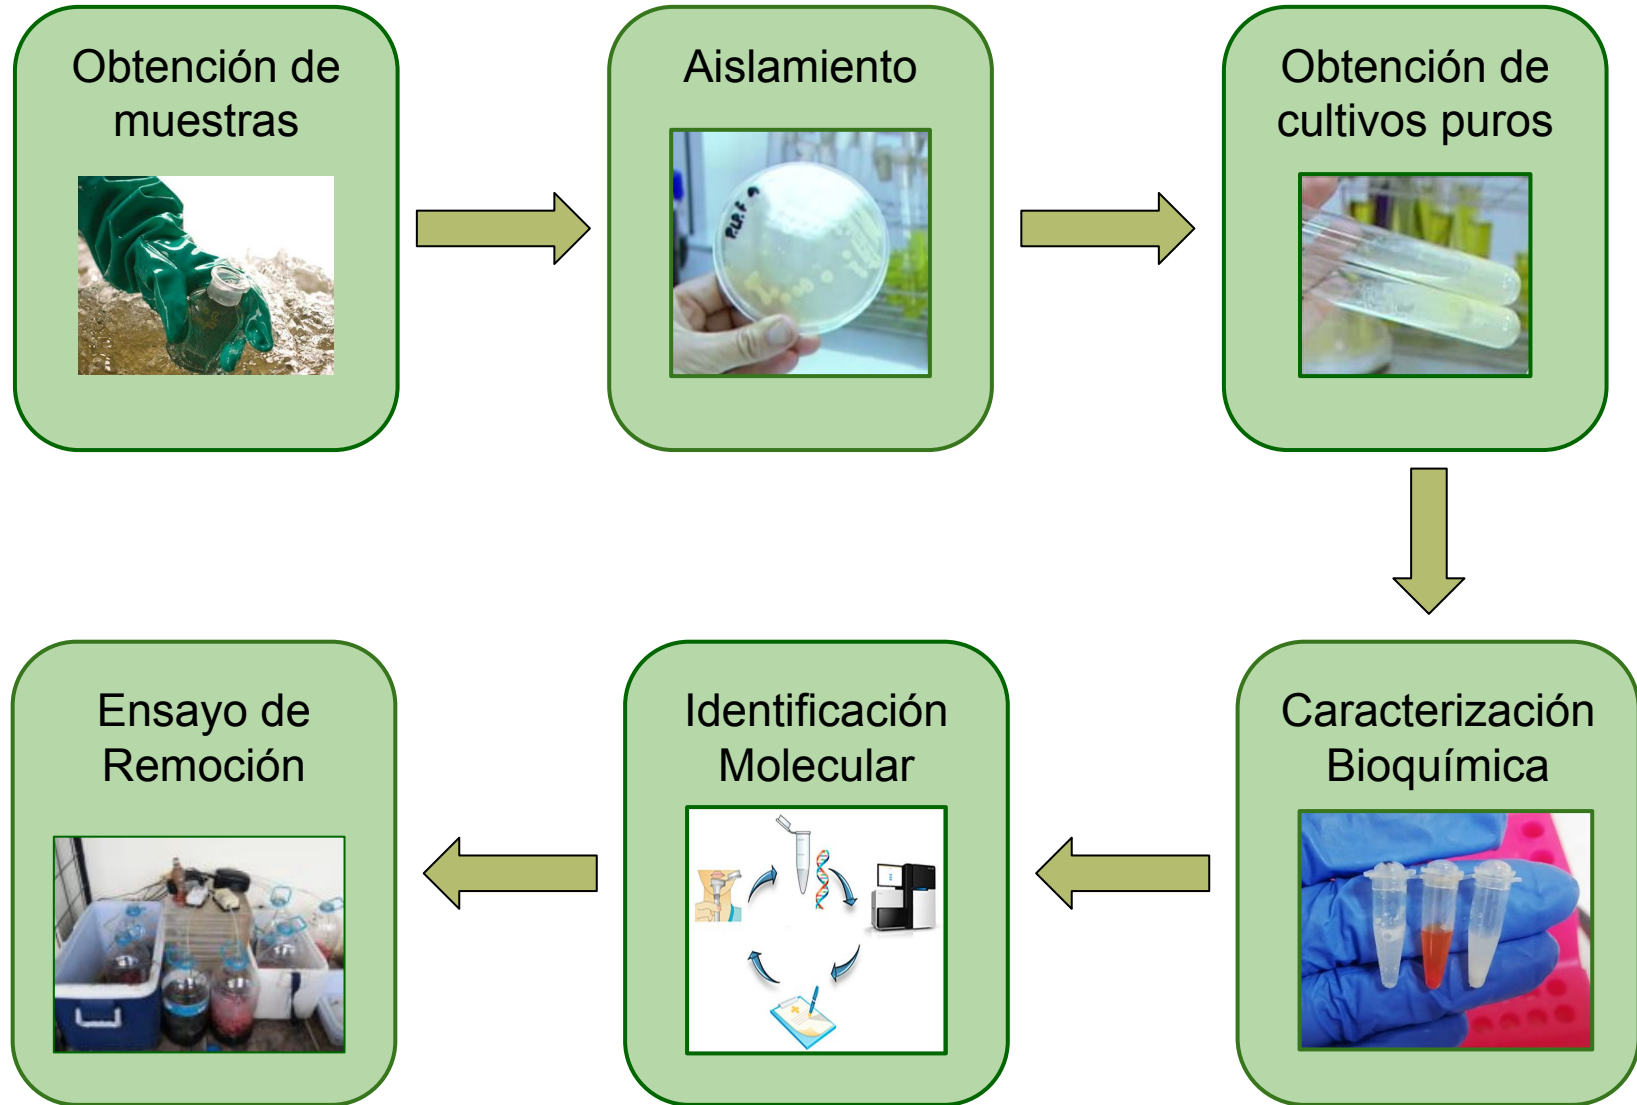 Obtención de
muestras
Aislamiento
P.U.P. F
Obtención de
cultivos puros
Caracterización
Bioquímica
Identificación
Molecular
Ensayo de
Remoción